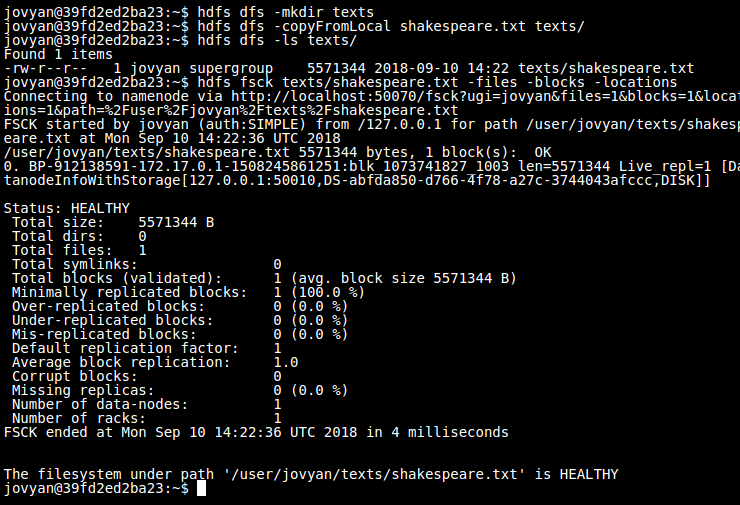 jovyan@39fd2ed2ba23:~$ hdfs dfs -mkdir texts
jovyan@39fd2ed2ba23:~$ hdfs dfs -copyFromLocal shakespeare.txt texts/
jovyan@39fd2ed2ba23:~$ hdfs dfs -ls texts/
Found 1 items
-rw-r--r--   1 jovyan supergroup    5571344 2018-09-10 14:22 texts/shakespeare.txt
jovyan@39fd2ed2ba23:~$ hdfs fsck texts/shakespeare.txt -files -blocks -locations
Connecting to namenode via http://localhost:50070/fsck?ugi=jovyan&files=1&blocks=1&locat
ions=1&path=%2Fuser%2Fjovyan%2Ftexts%2Fshakespeare.txt
FSCK started by jovyan (auth:SIMPLE) from /127.0.0.1 for path /user/jovyan/texts/shakesp
eare.txt at Mon Sep 10 14:22:36 UTC 2018
/user/jovyan/texts/shakespeare.txt 5571344 bytes, 1 block(s):  OK
0. BP-912138591-172.17.0.1-1508245861251:blk_1073741827_1003 len=5571344 Live_repl=1 [Da
tanodeInfoWithStorage[127.0.0.1:50010,DS-abfda850-d766-4f78-a27c-3744043afccc,DISK]]

Status: HEALTHY
 Total size:    5571344 B
 Total dirs:    0
 Total files:   1
 Total symlinks:                0
 Total blocks (validated):      1 (avg. block size 5571344 B)
 Minimally replicated blocks:   1 (100.0 %)
 Over-replicated blocks:        0 (0.0 %)
 Under-replicated blocks:       0 (0.0 %)
 Mis-replicated blocks:         0 (0.0 %)
 Default replication factor:    1
 Average block replication:     1.0
 Corrupt blocks:                0
 Missing replicas:              0 (0.0 %)
 Number of data-nodes:          1
 Number of racks:               1
FSCK ended at Mon Sep 10 14:22:36 UTC 2018 in 4 milliseconds


The filesystem under path '/user/jovyan/texts/shakespeare.txt' is HEALTHY
jovyan@39fd2ed2ba23:~$